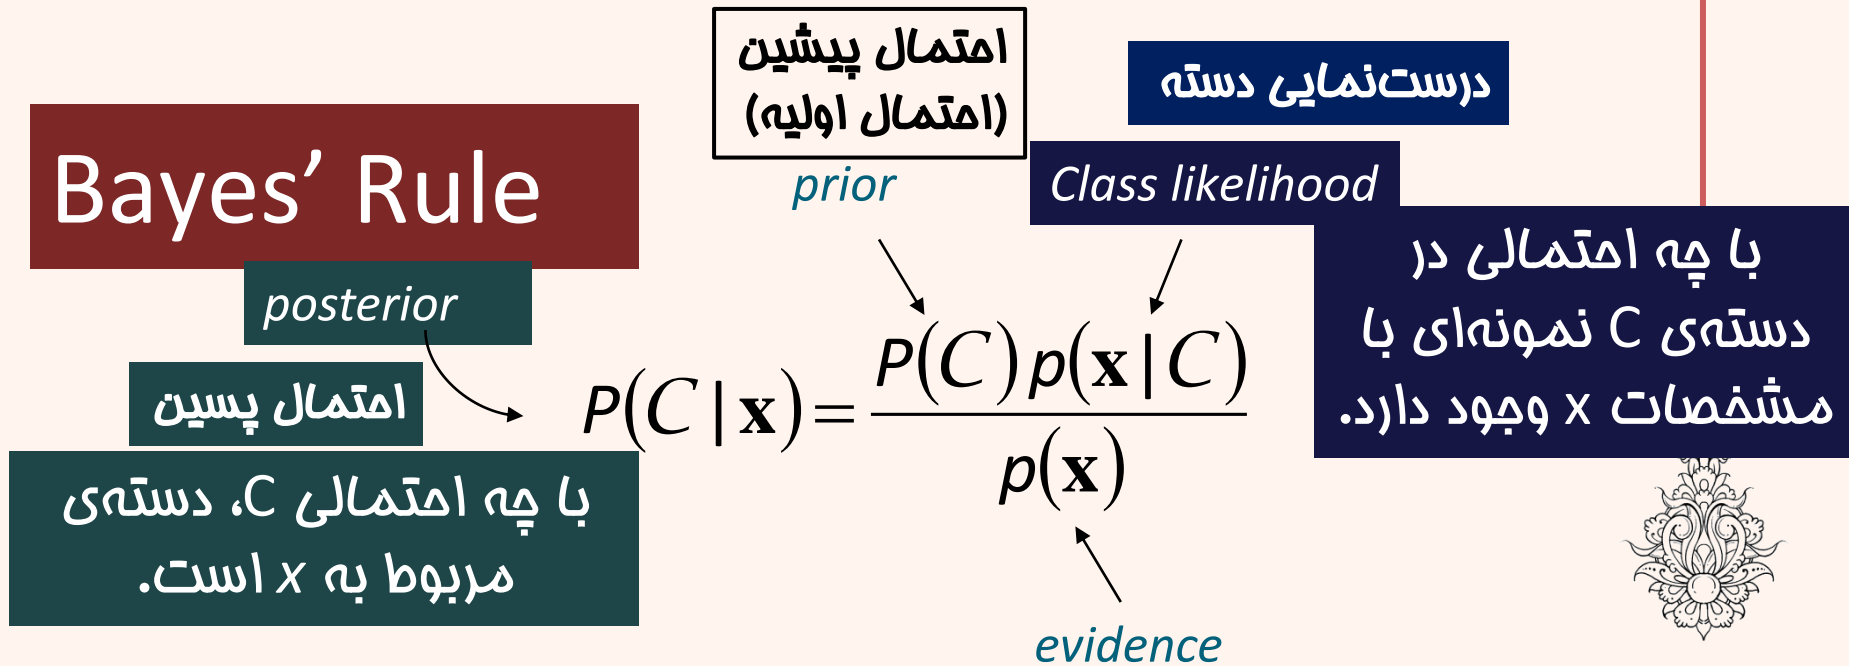 Bayes’ Rule
احتمال پیشین
(احتمال اولیه)
prior
درست‌نمایی دسته
Class likelihood
با چه احتمالی در
دسته‌ی C نمونه‌ای با
مشخصات x وجود دارد.
posterior
احتمال پسین
با چه احتمالی C، دسته‌ی
مربوط به x است.
P(C | x) = P(C) p(x | C) / p(x)
evidence